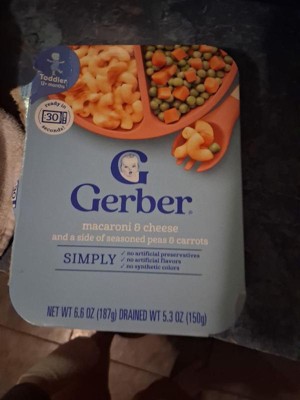 Toddler
12+ months
ready in
30
seconds!
G
Gerber®
macaroni & cheese
and a side of seasoned peas & carrots
SIMPLY
✓ no artificial preservatives
✓ no artificial flavors
✓ no synthetic colors
NET WT 6.6 OZ (187g) DRAINED WT 5.3 OZ (150g)